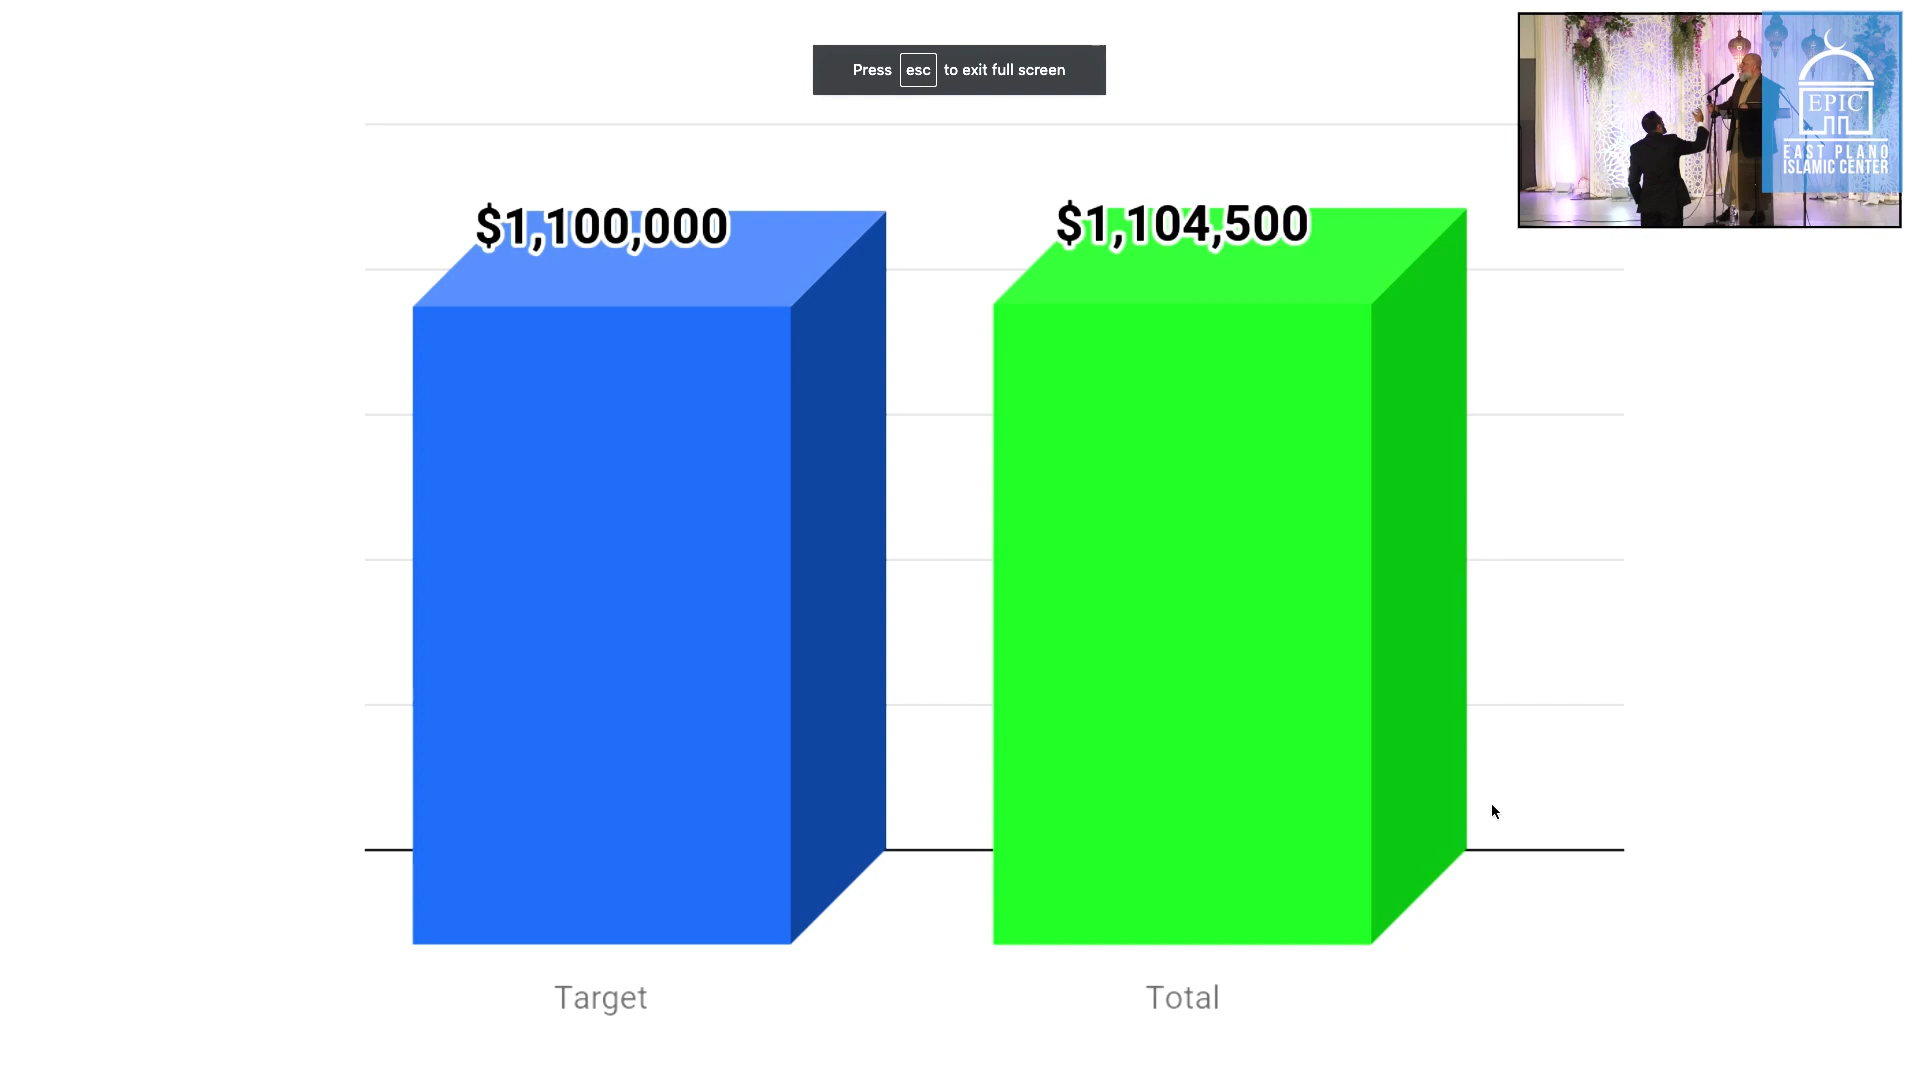 Press esc to exit full screen
EPIC
EAST PLANO
ISLAMIC CENTER
$1,100,000
$1,104,500
Target
Total